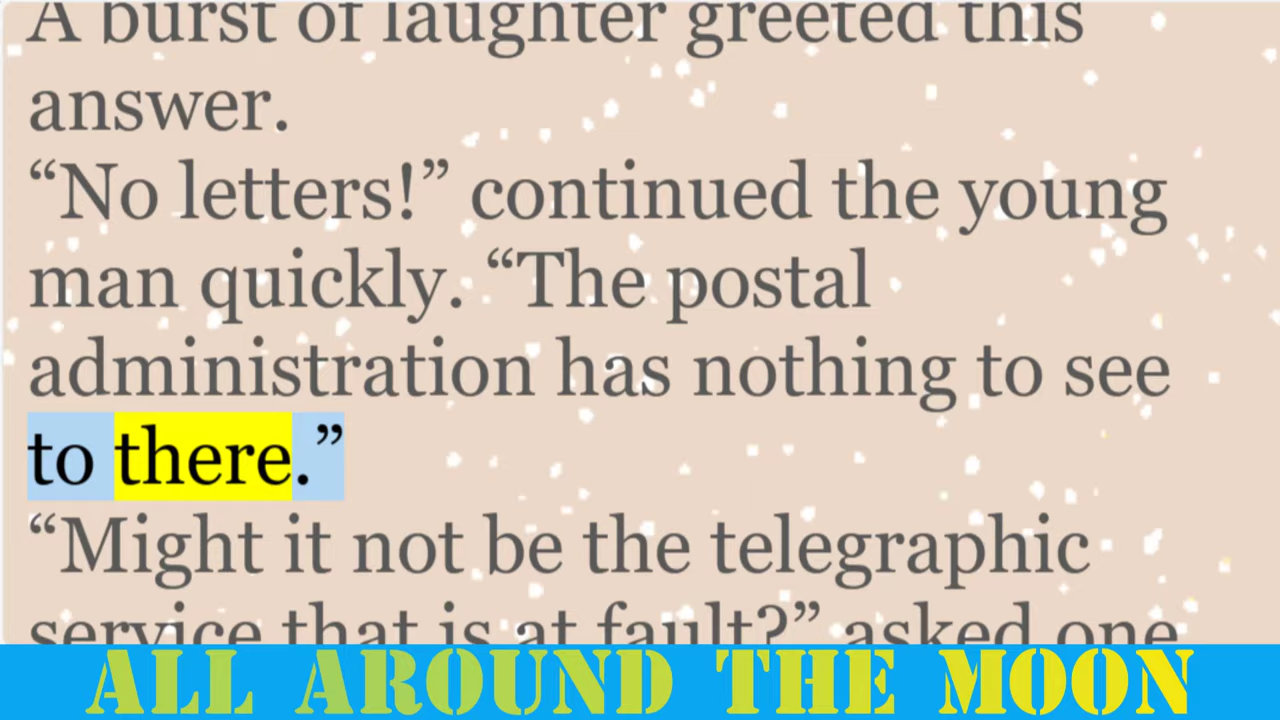 A burst of laughter greeted this
answer.
“No letters!” continued the young
man quickly. “The postal
administration has nothing to see
to there.”
“Might it not be the telegraphic
service that is at fault?” asked one
ALL AROUND THE MOON